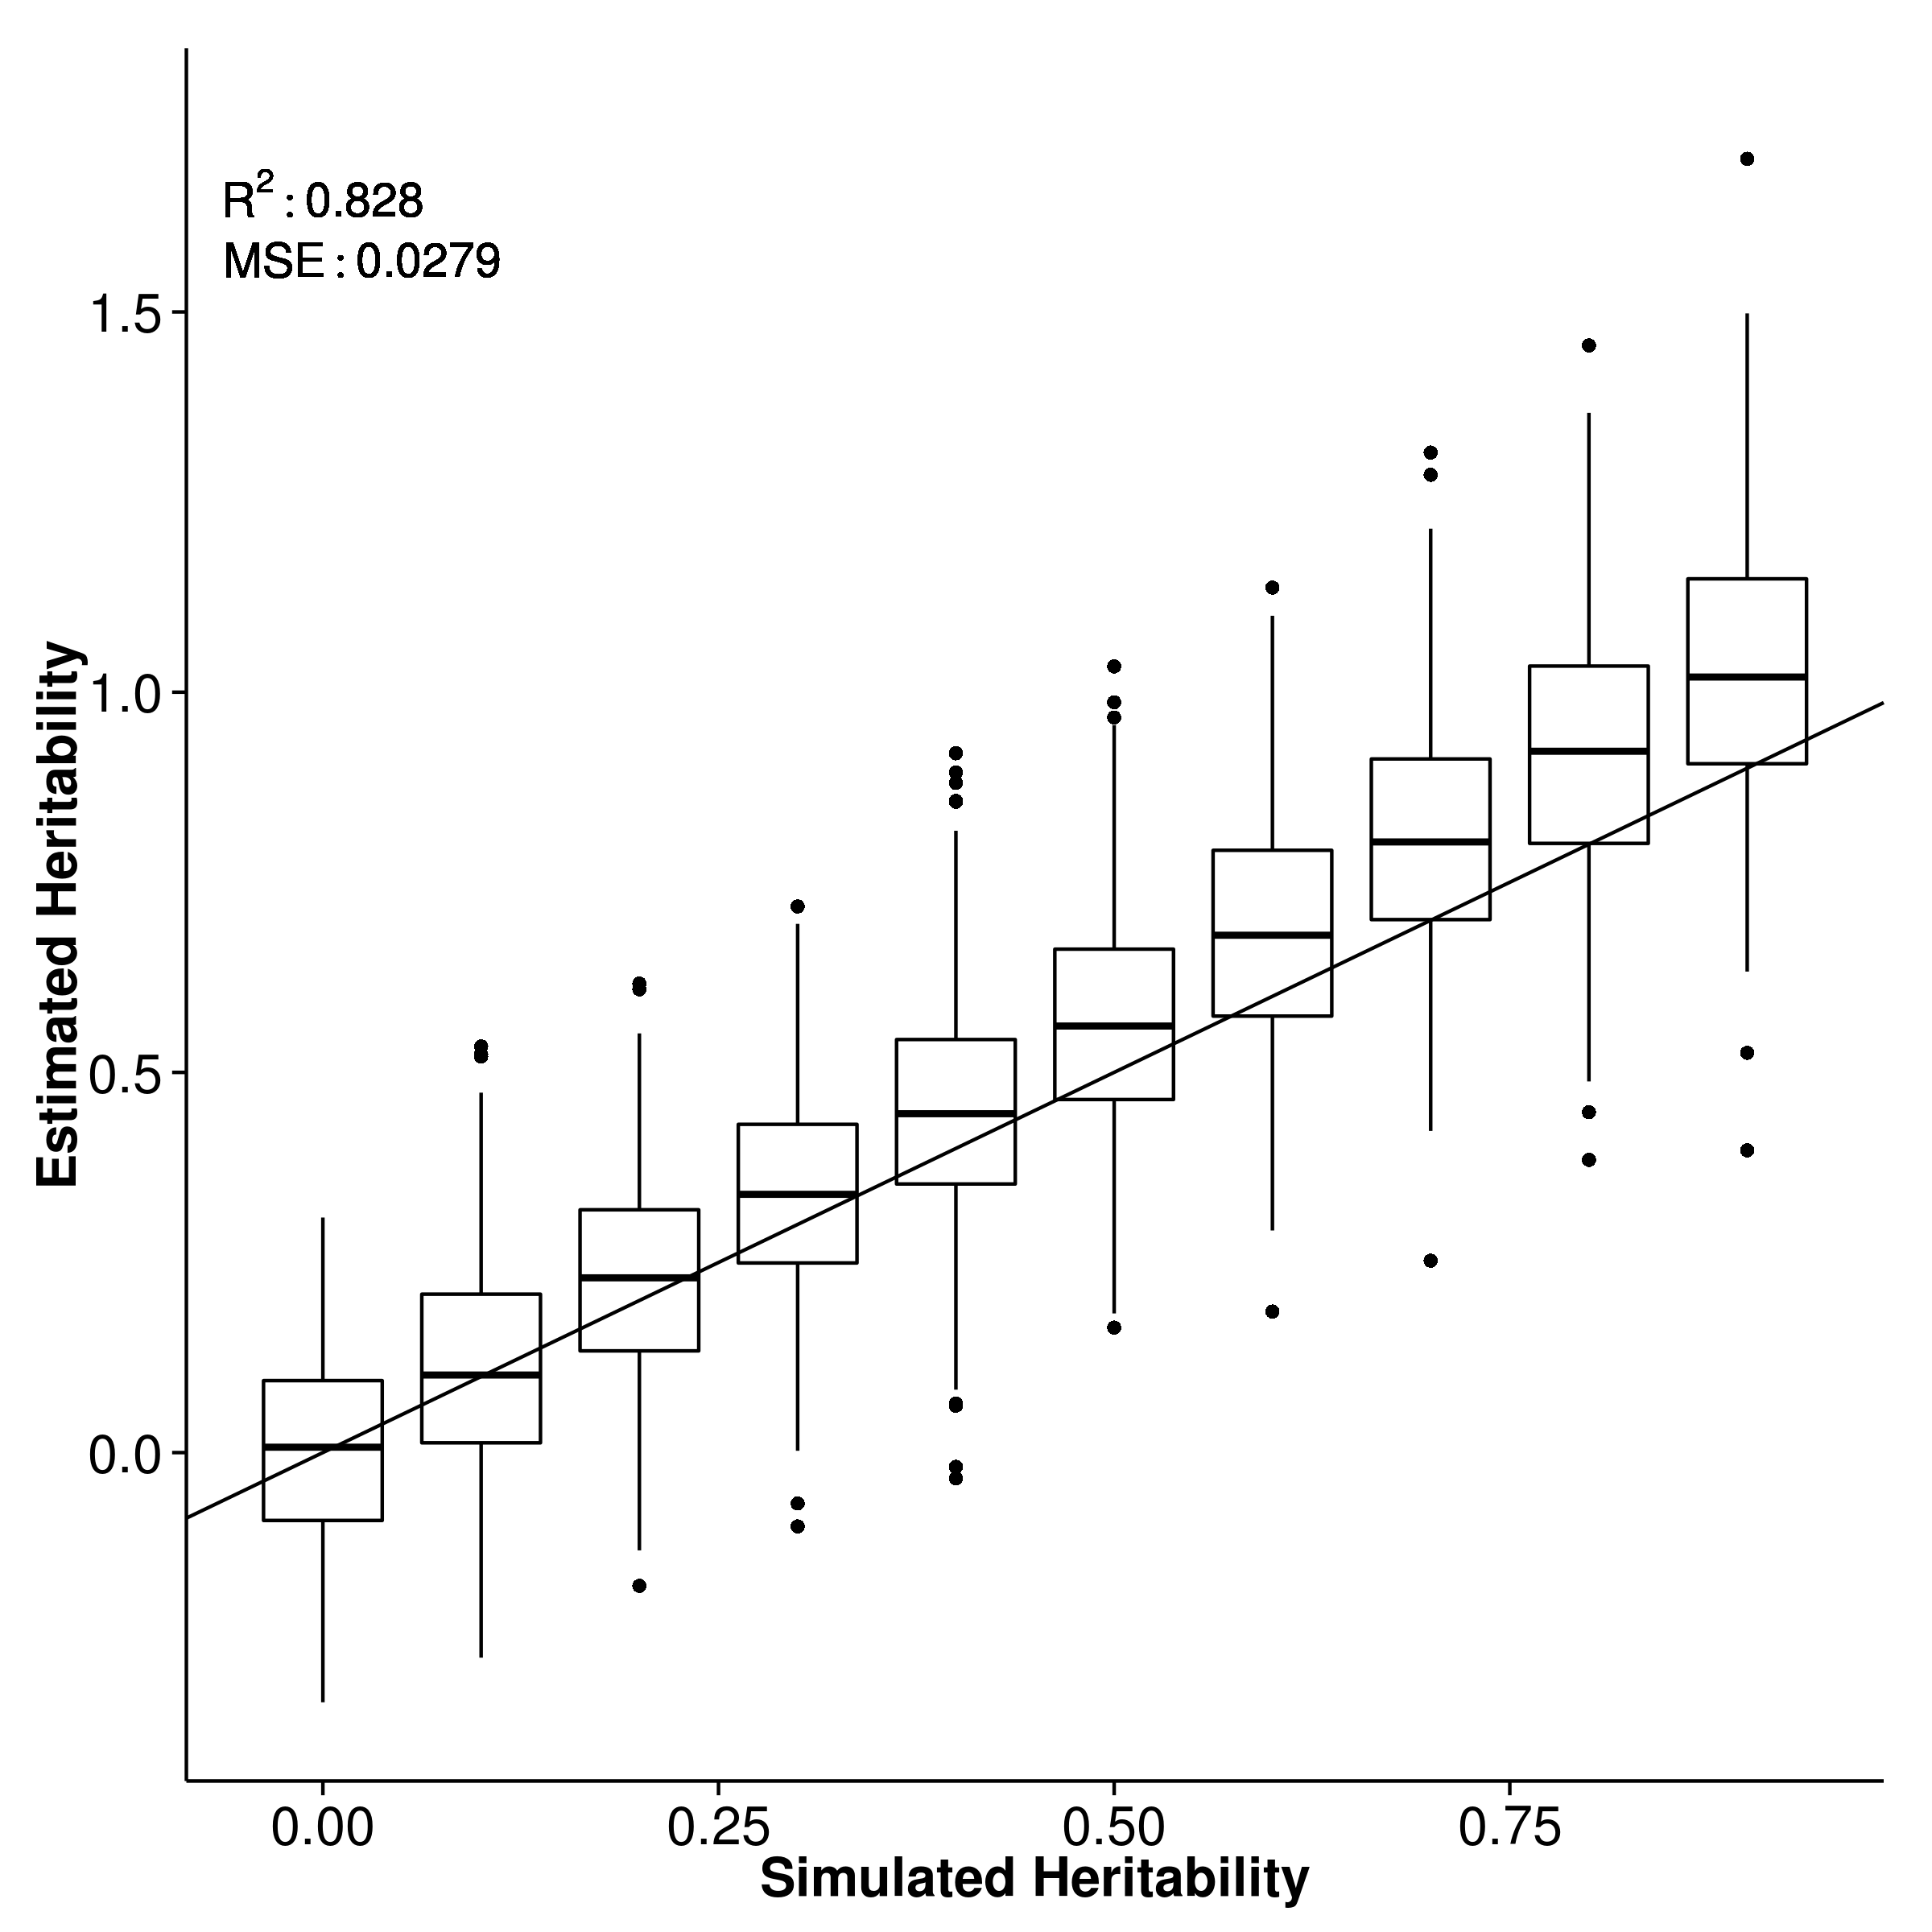 R²: 0.828
MSE: 0.0279
1.5
1.0
0.5
0.0
Estimated Heritability
0.00 0.25 0.50 0.75
Simulated Heritability